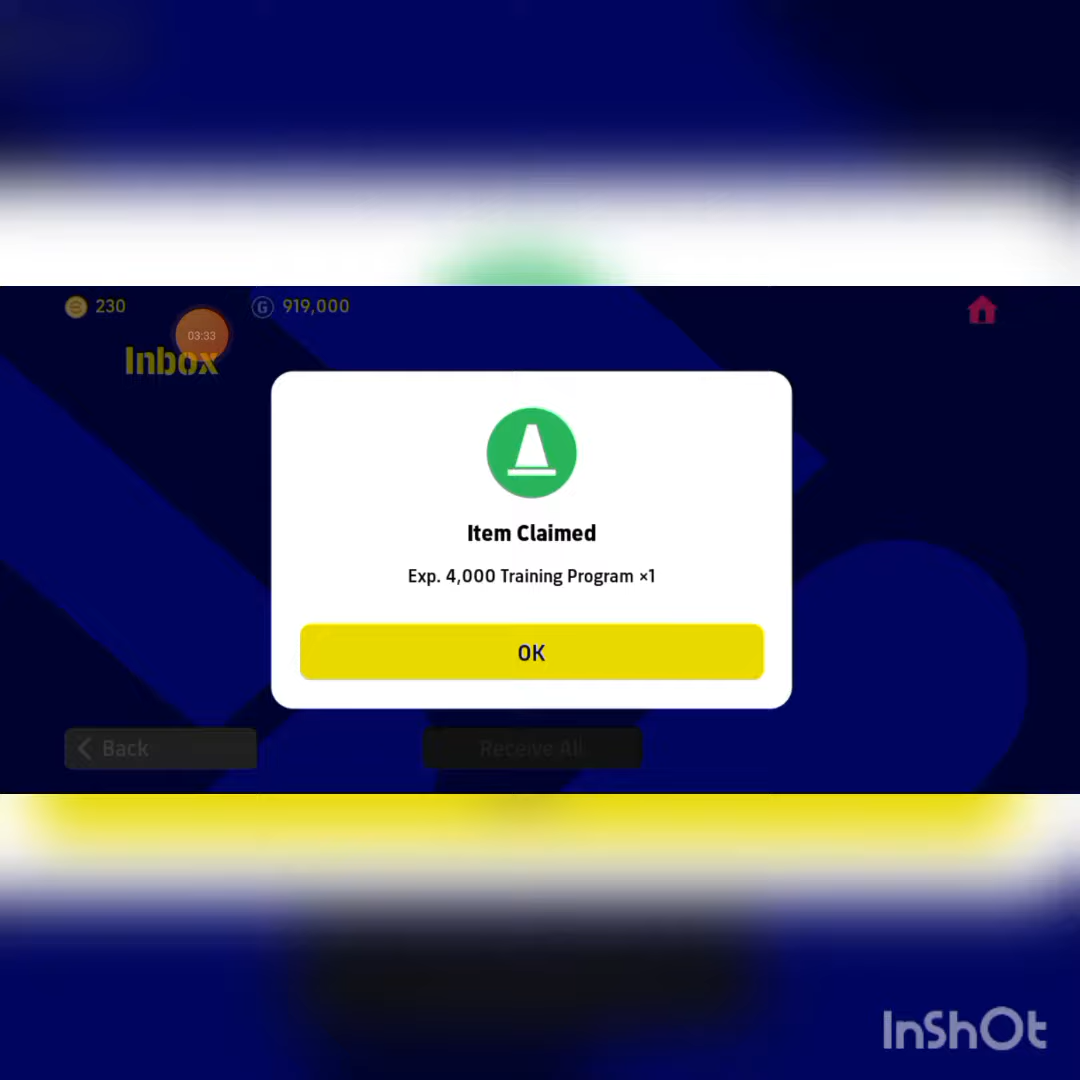 230
G 919,000
03:33
Inbox
Item Claimed
Exp. 4,000 Training Program ×1
OK
Back
Receive All
InShOt